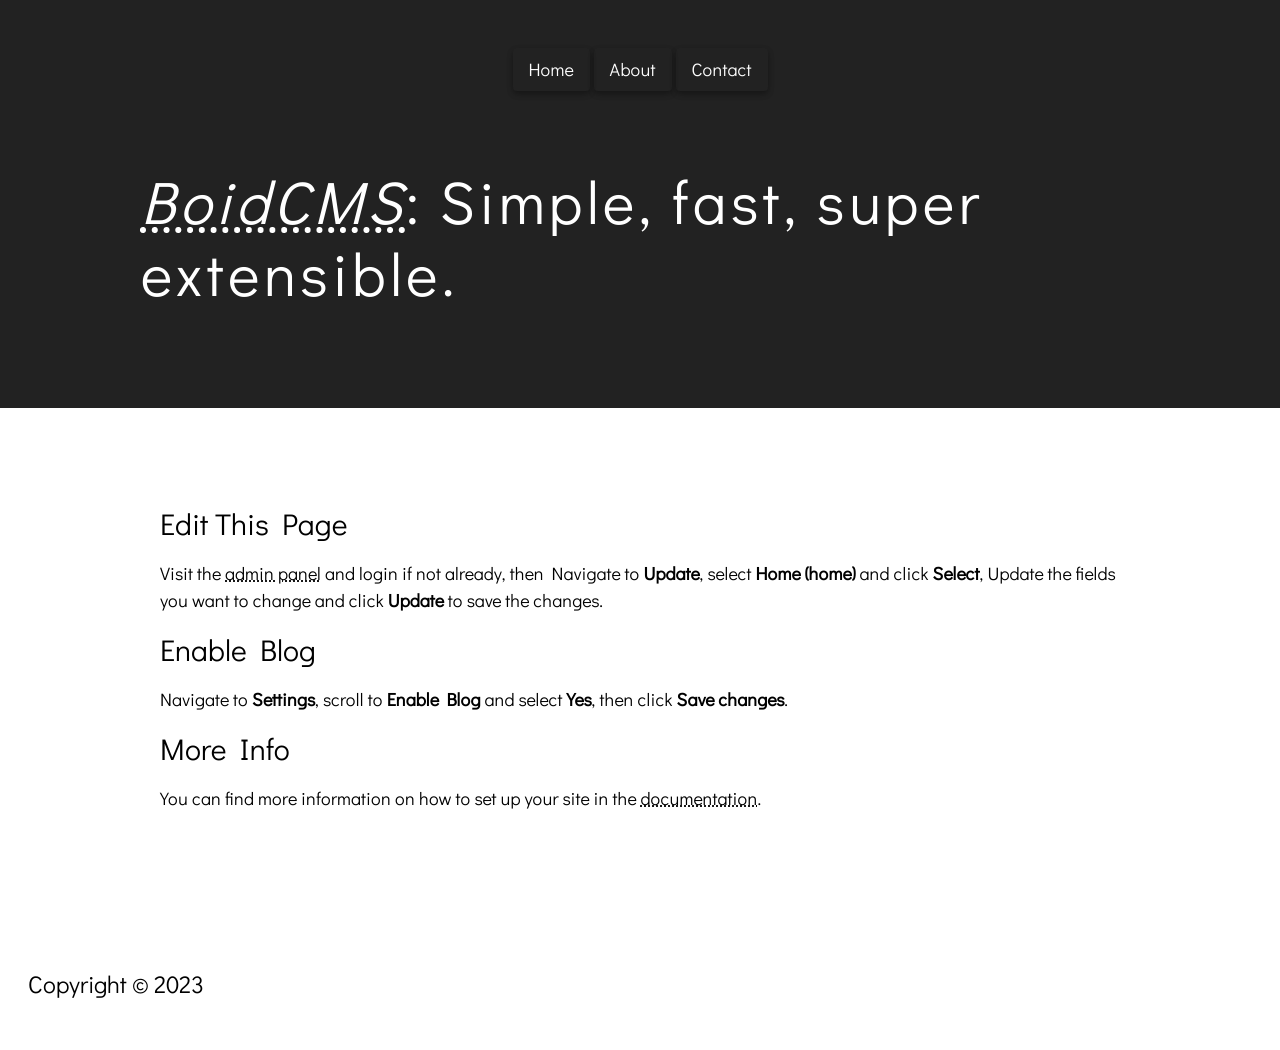 Home About Contact
BoidCMS: Simple, fast, super
extensible.
Edit This Page
Visit the admin panel and login if not already, then Navigate to Update, select Home (home) and click Select, Update the fields
you want to change and click Update to save the changes.
Enable Blog
Navigate to Settings, scroll to Enable Blog and select Yes, then click Save changes.
More Info
You can find more information on how to set up your site in the documentation.
Copyright © 2023